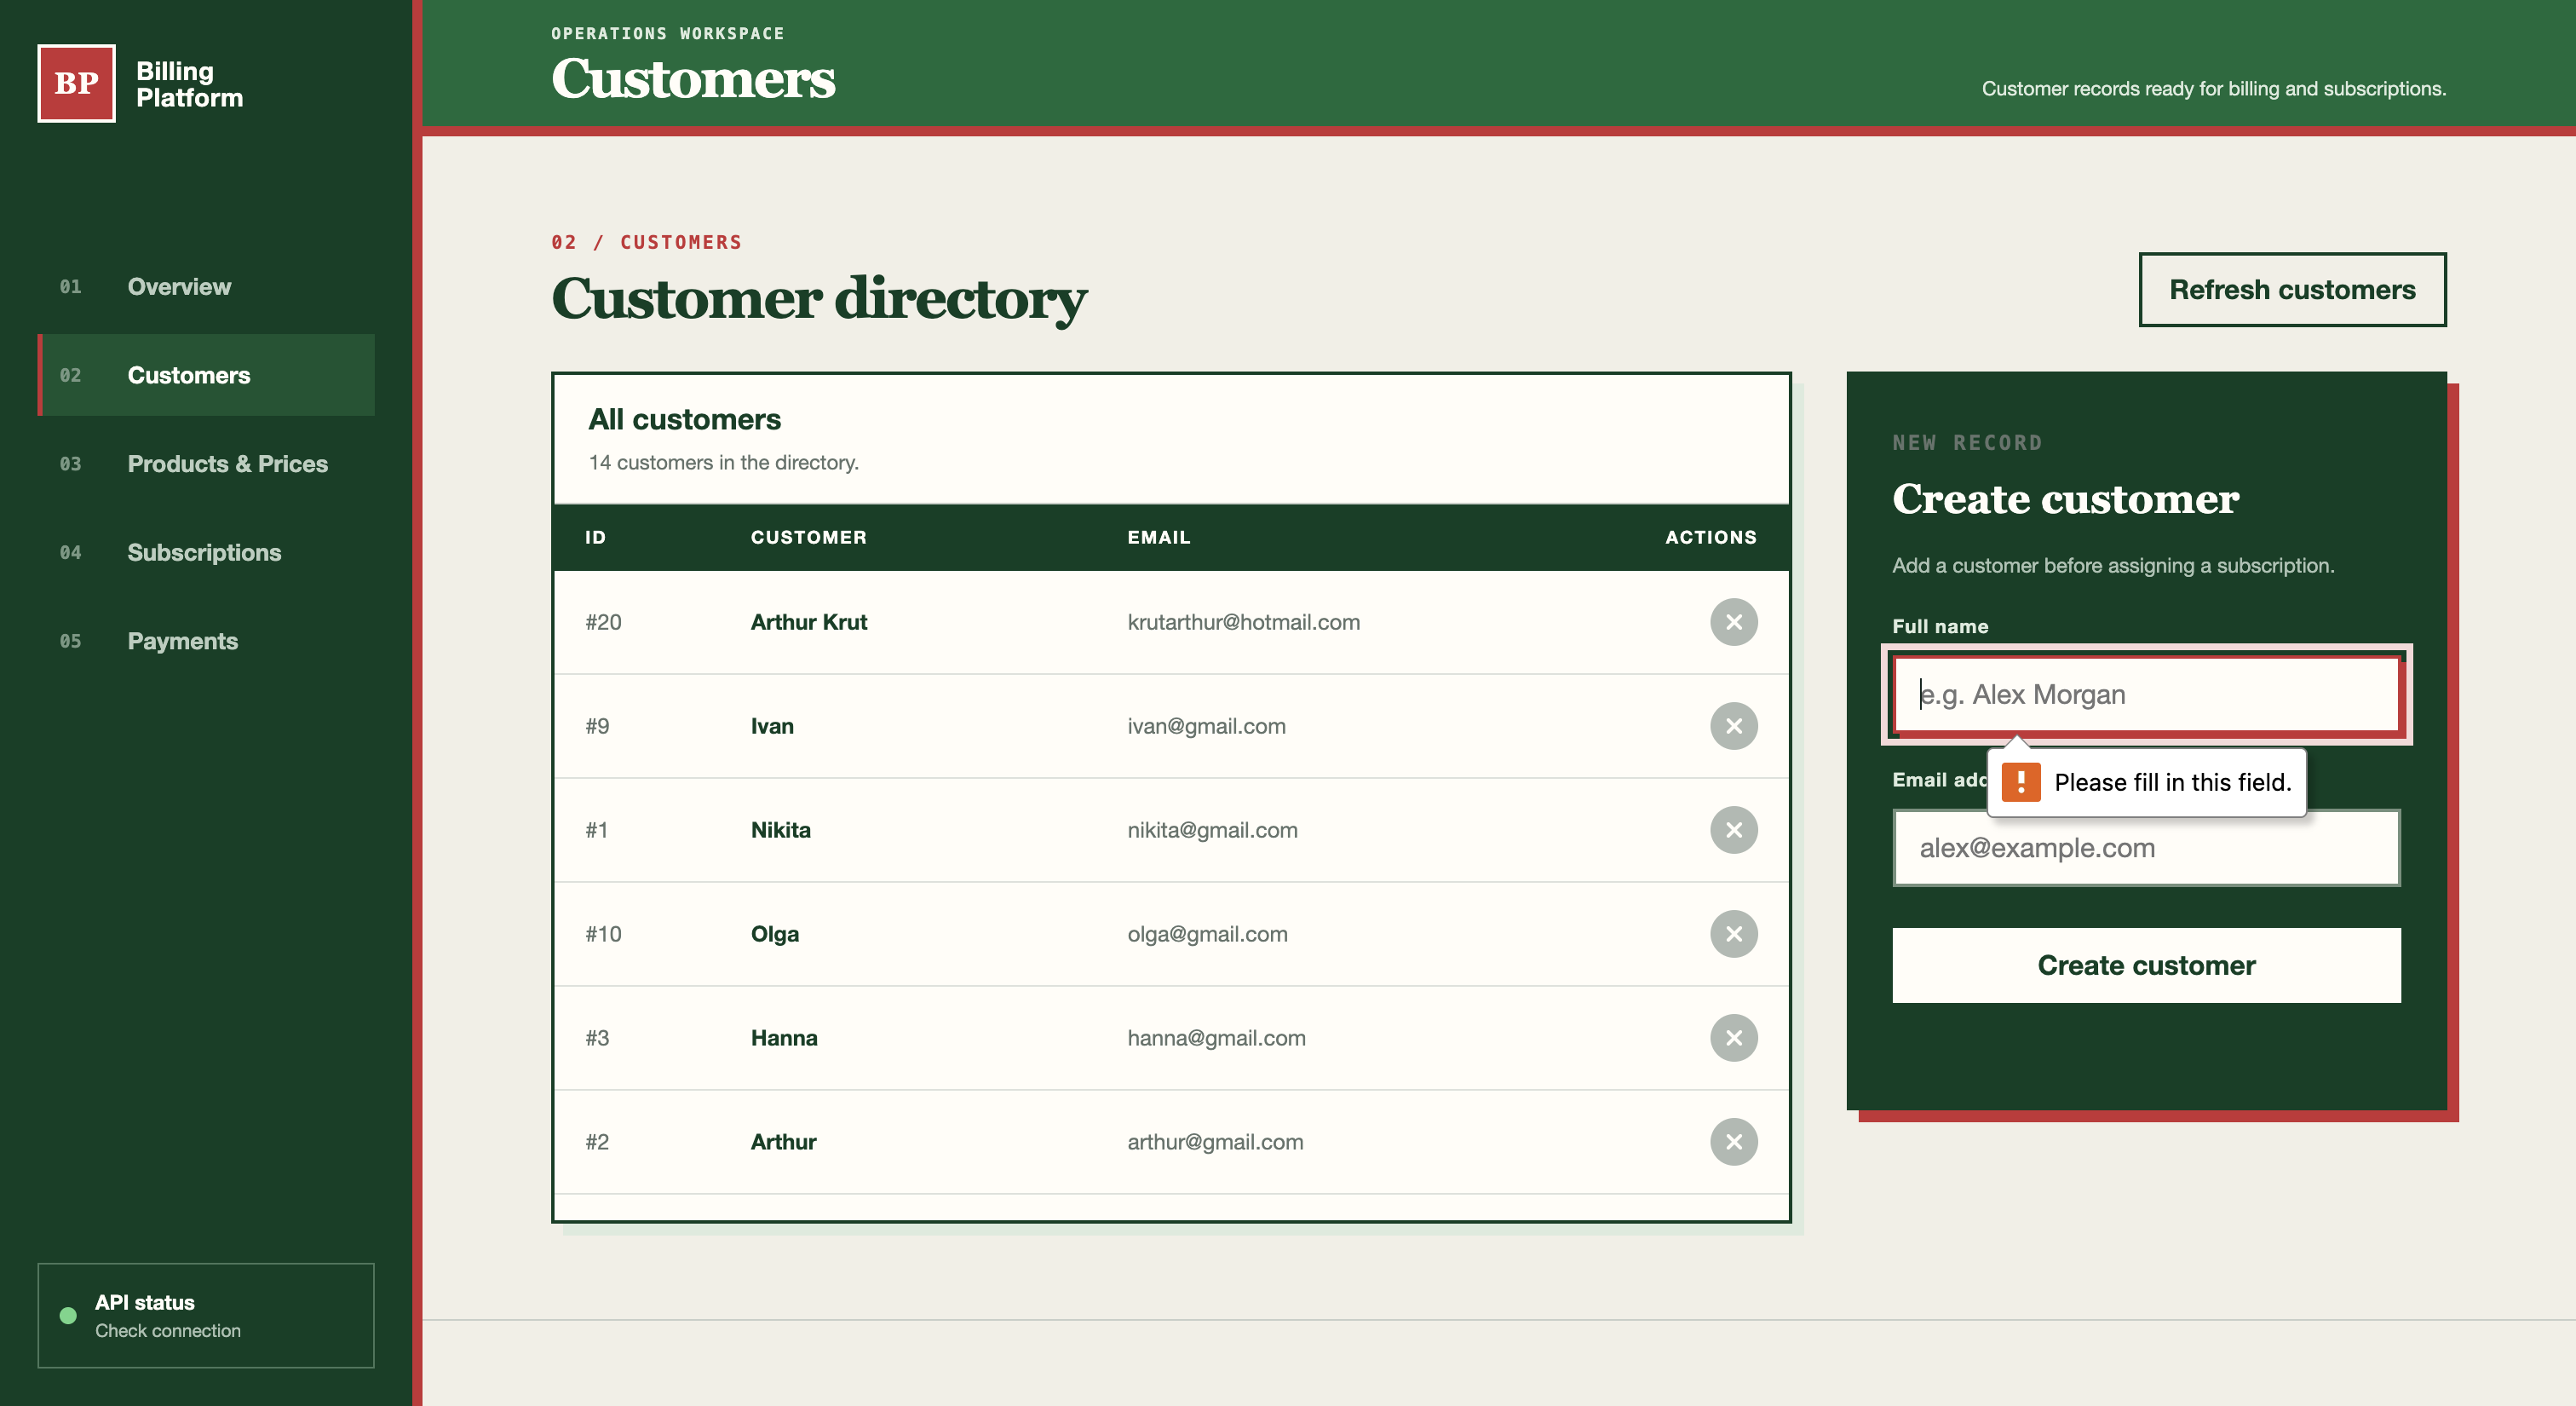 BP
Billing
Platform
01 Overview
02 Customers
03 Products & Prices
04 Subscriptions
05 Payments
API status
Check connection
OPERATIONS WORKSPACE
Customers
Customer records ready for billing and subscriptions.
02 / CUSTOMERS
Customer directory
Refresh customers
All customers
14 customers in the directory.
ID CUSTOMER EMAIL ACTIONS
#20 Arthur Krut krutarthur@hotmail.com
#9 Ivan ivan@gmail.com
#1 Nikita nikita@gmail.com
#10 Olga olga@gmail.com
#3 Hanna hanna@gmail.com
#2 Arthur arthur@gmail.com
NEW RECORD
Create customer
Add a customer before assigning a subscription.
Full name
e.g. Alex Morgan
Please fill in this field.
Email add
alex@example.com
Create customer